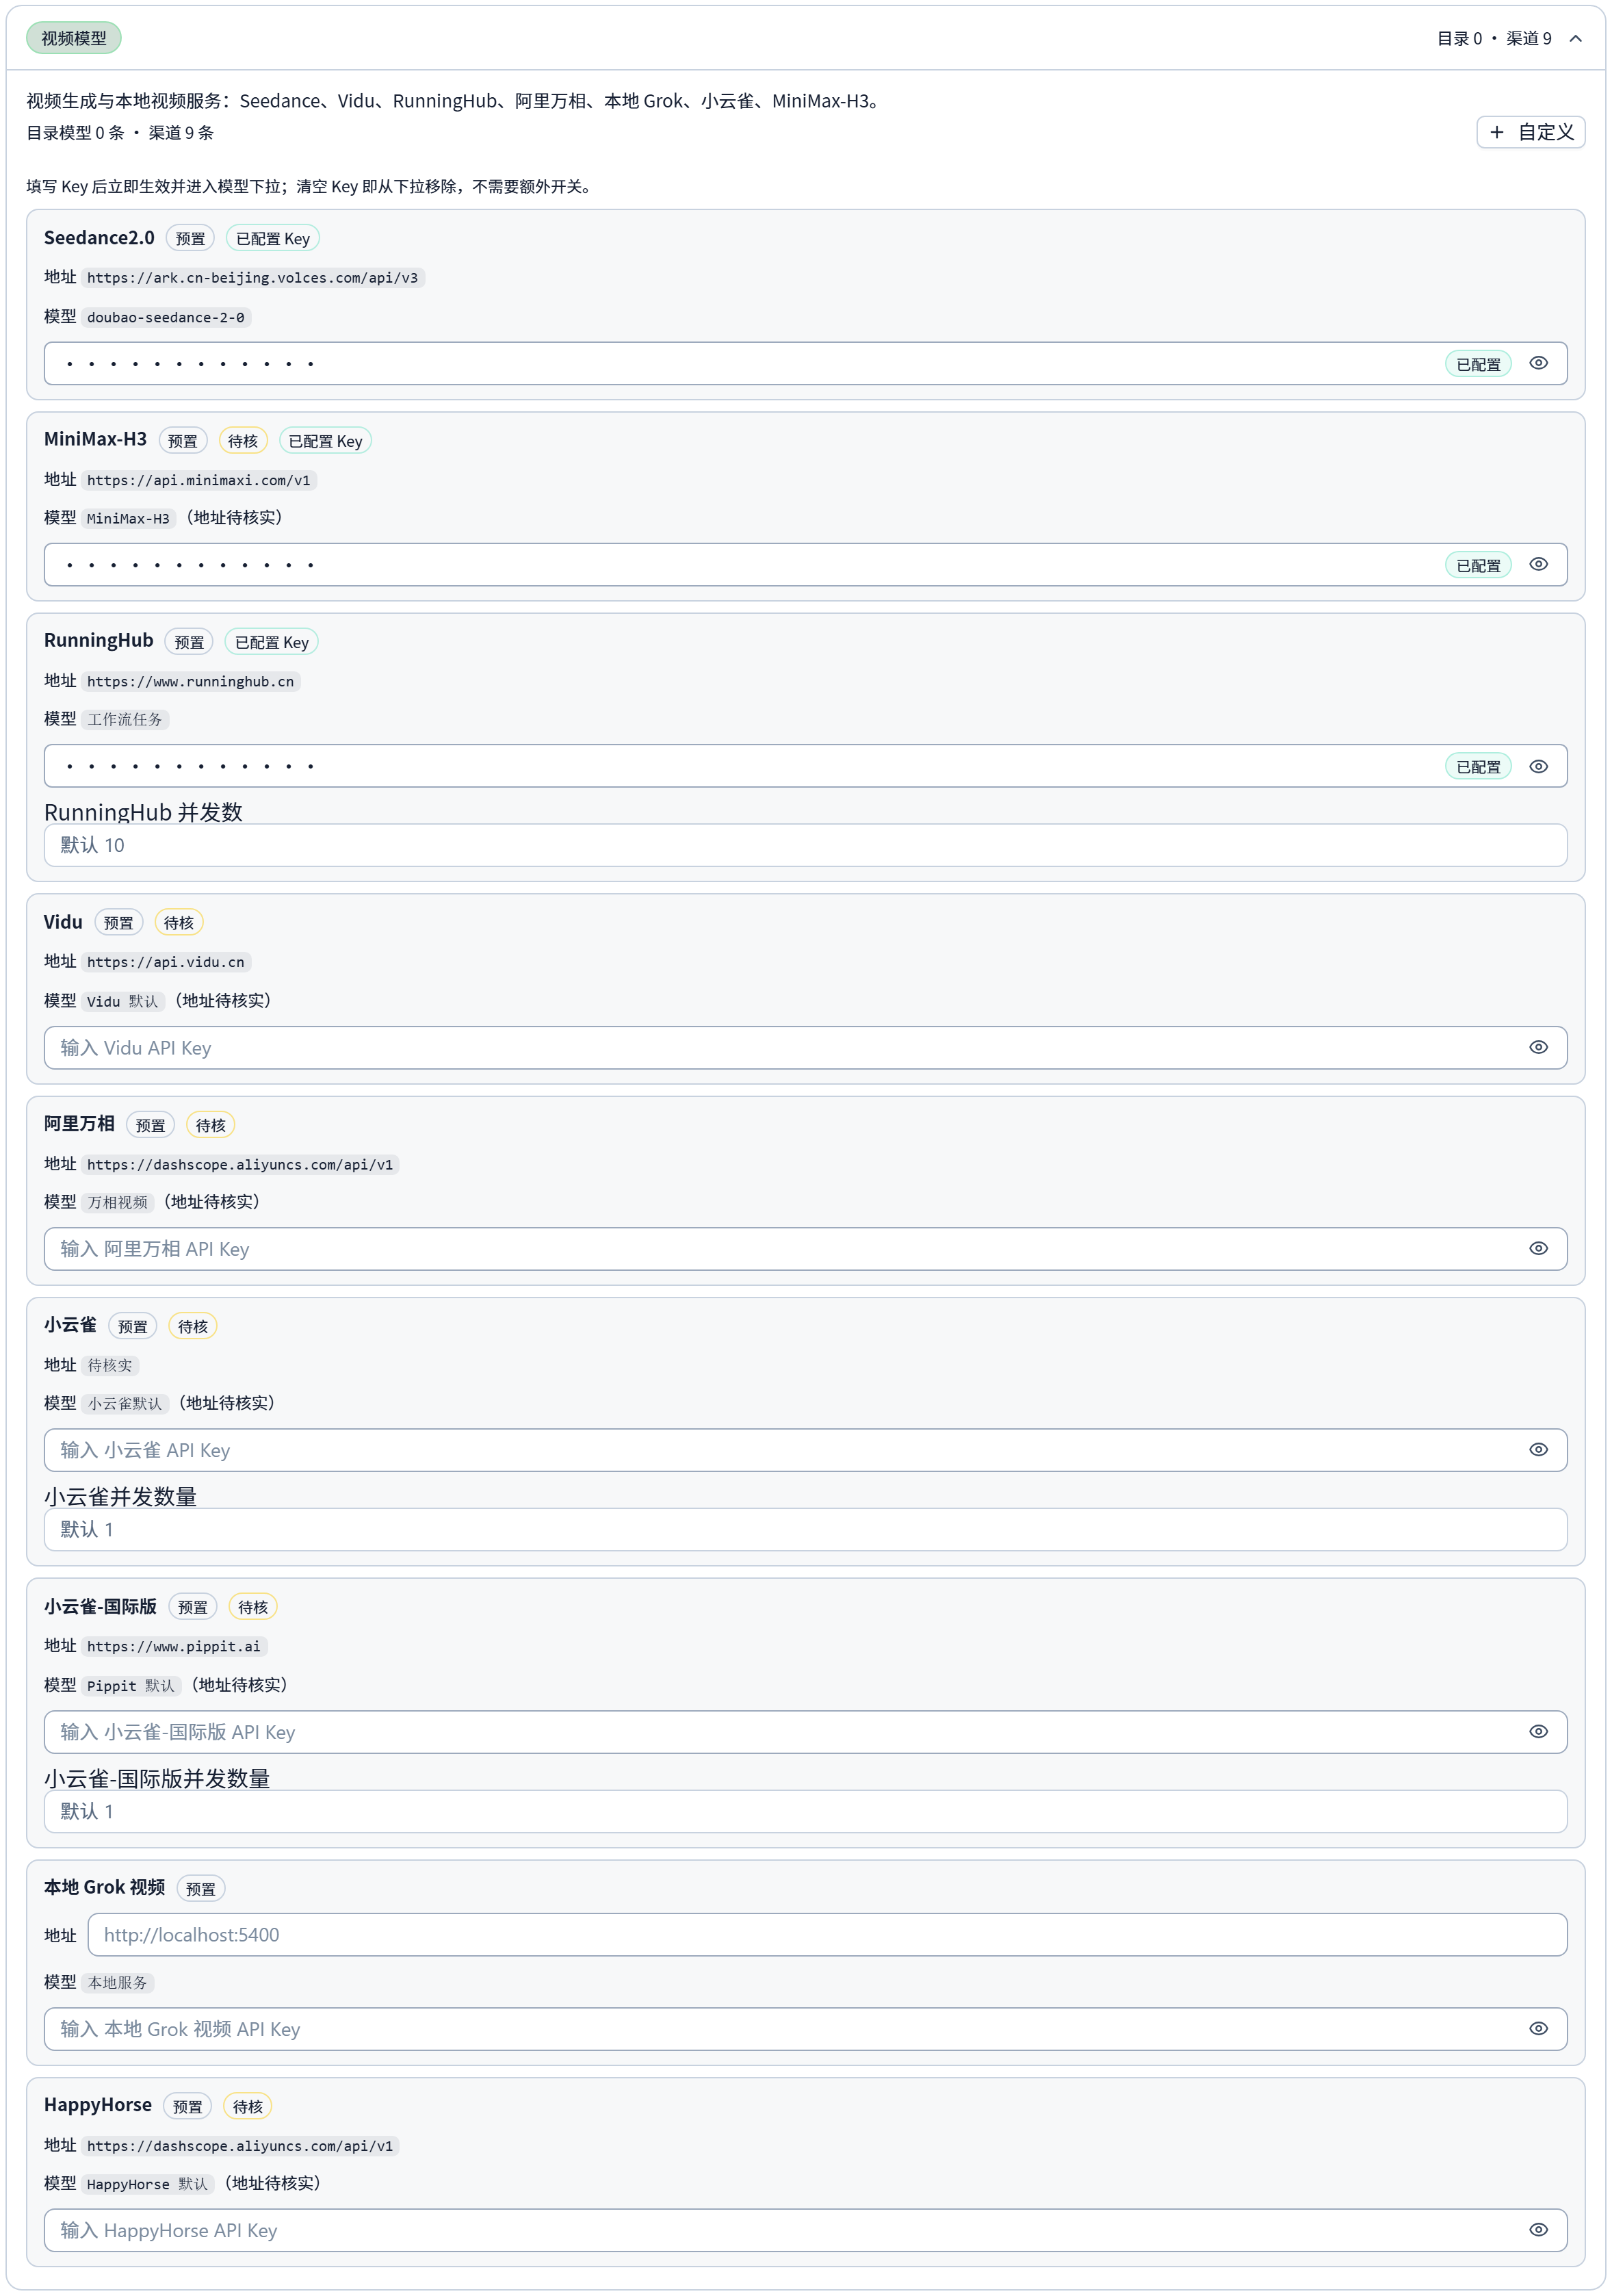 视频模型
目录 0 • 渠道 9
视频生成与本地视频服务：Seedance、Vidu、RunningHub、阿里万相、本地 Grok、小云雀、MiniMax-H3。
目录模型 0 条 • 渠道 9 条
+ 自定义
填写 Key 后立即生效并进入模型下拉；清空 Key 即从下拉移除，不需要额外开关。
Seedance2.0 预置 已配置 Key
地址 https://ark.cn-beijing.volces.com/api/v3
模型 doubao-seedance-2-0
• • • • • • • • • • • • 已配置
MiniMax-H3 预置 待核 已配置 Key
地址 https://api.minimaxi.com/v1
模型 MiniMax-H3（地址待核实）
• • • • • • • • • • • • 已配置
RunningHub 预置 已配置 Key
地址 https://www.runninghub.cn
模型 工作流任务
• • • • • • • • • • • • 已配置
RunningHub 并发数
默认 10
Vidu 预置 待核
地址 https://api.vidu.cn
模型 Vidu 默认（地址待核实）
输入 Vidu API Key
阿里万相 预置 待核
地址 https://dashscope.aliyuncs.com/api/v1
模型 万相视频（地址待核实）
输入 阿里万相 API Key
小云雀 预置 待核
地址 待核实
模型 小云雀默认（地址待核实）
输入 小云雀 API Key
小云雀并发数量
默认 1
小云雀-国际版 预置 待核
地址 https://www.pippit.ai
模型 Pippit 默认（地址待核实）
输入 小云雀-国际版 API Key
小云雀-国际版并发数量
默认 1
本地 Grok 视频 预置
地址 http://localhost:5400
模型 本地服务
输入 本地 Grok 视频 API Key
HappyHorse 预置 待核
地址 https://dashscope.aliyuncs.com/api/v1
模型 HappyHorse 默认（地址待核实）
输入 HappyHorse API Key